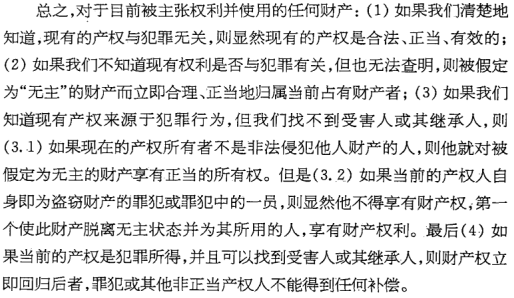 总之,对于目前被主张权利并使用的任何财产:(1) 如果我们清楚地
知道,现有的产权与犯罪无关,则显然现有的产权是合法、正当、有效的;
(2) 如果我们不知道现有权利是否与犯罪有关,但也无法查明,则被假定
为“无主”的财产而立即合理、正当地归属当前占有财产者;(3) 如果我们
知道现有产权来源于犯罪行为,但我们找不到受害人或其继承人,则
(3.1) 如果现在的产权所有者不是非法侵犯他人财产的人,则他就对被
假定为无主的财产享有正当的所有权。但是(3.2) 如果当前的产权人自
身即为盗窃财产的罪犯或罪犯中的一员,则显然他不得享有财产权,第一
个使此财产脱离无主状态并为其所用的人,享有财产权利。最后(4) 如
果当前的产权是犯罪所得,并且可以找到受害人或其继承人,则财产权立
即回归后者,罪犯或其他非正当产权人不能得到任何补偿。